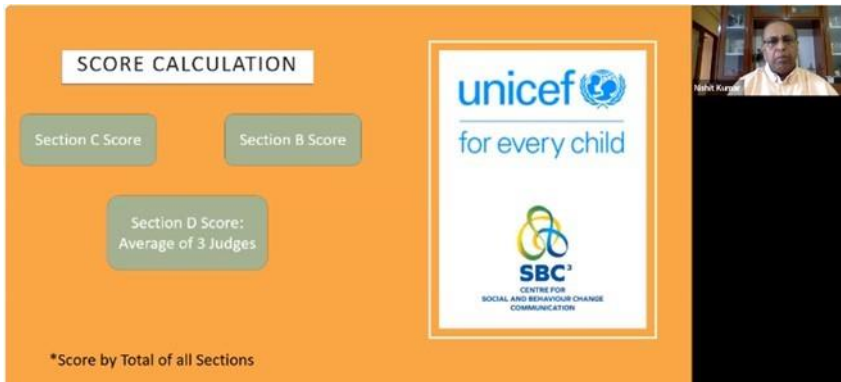 SCORE CALCULATION
Section C Score
Section B Score
Section D Score:
Average of 3 Judges
*Score by Total of all Sections
unicef
for every child
SBC³
CENTRE FOR
SOCIAL AND BEHAVIOUR CHANGE
COMMUNICATION
Nishit Kumar